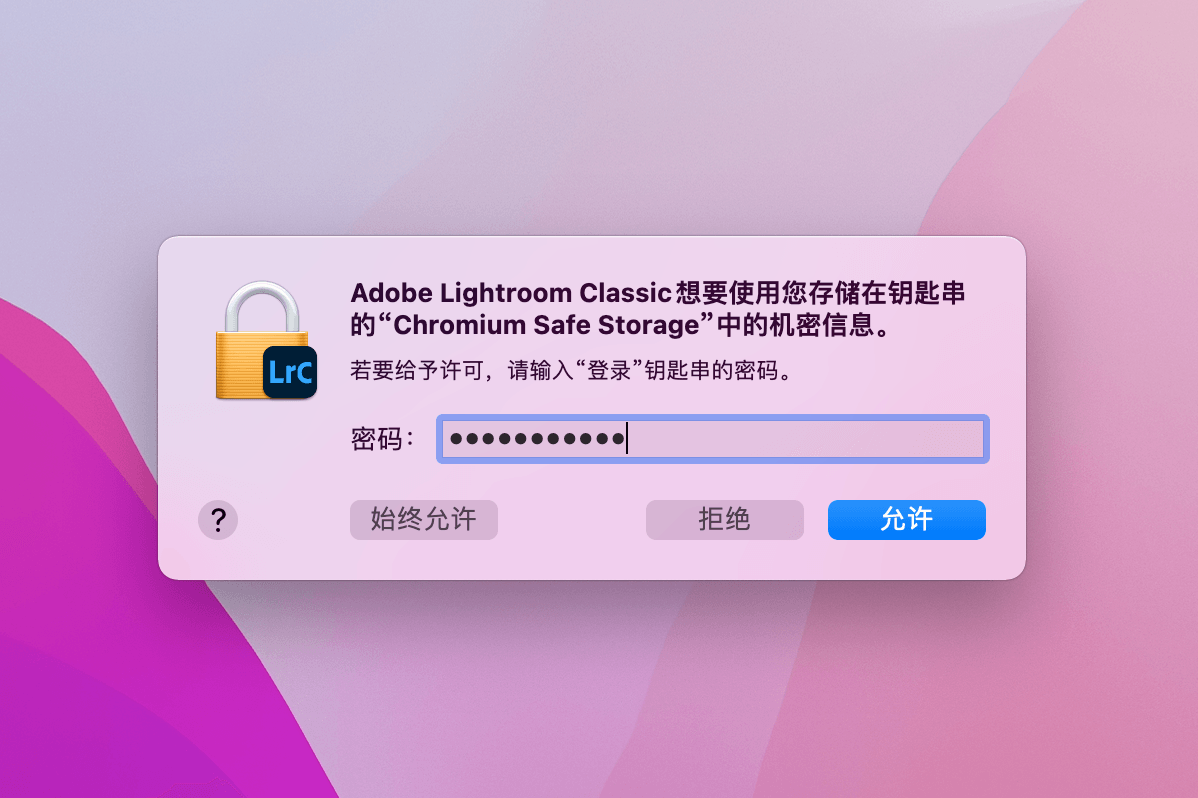 Adobe Lightroom Classic想要使用您存储在钥匙串
的“Chromium Safe Storage”中的机密信息。
若要给予许可，请输入“登录”钥匙串的密码。
LrC
密码： •••••••••••
? 始终允许 拒绝 允许